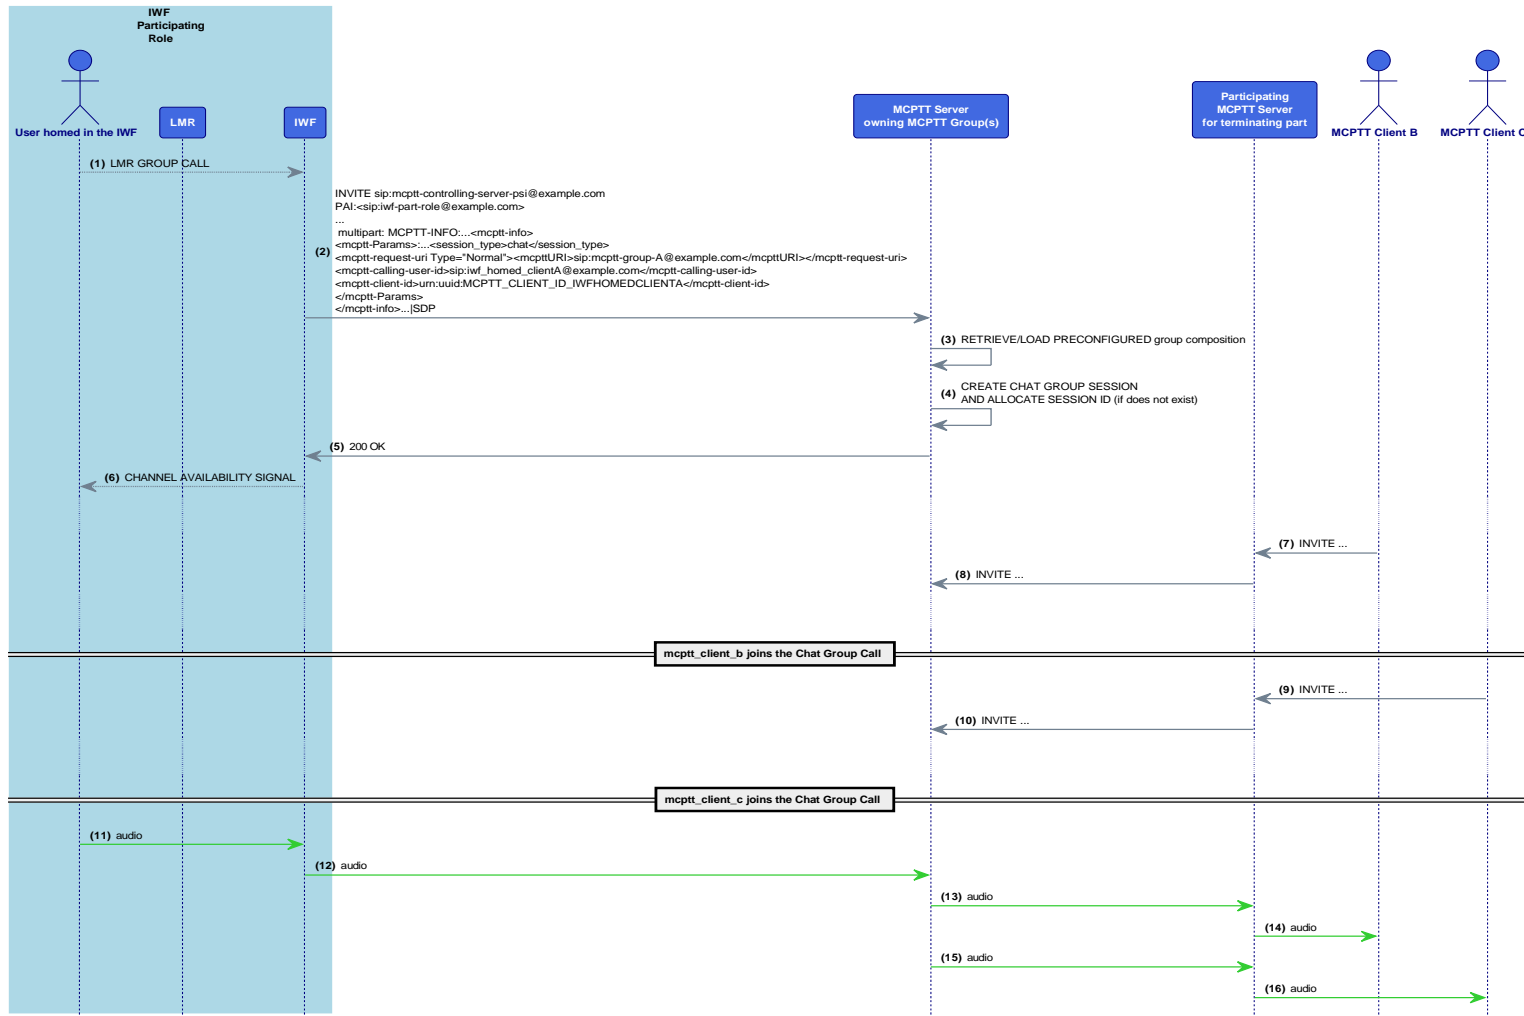 IWF
Participating
Role
User homed in the IWF
LMR
IWF
MCPTT Server
owning MCPTT Group(s)
Participating
MCPTT Server
for terminating part
MCPTT Client B
MCPTT Client C
(1) LMR GROUP CALL
INVITE sip:mcptt-controlling-server-psi@example.com
PAI:<sip:iwf-part-role@example.com>
...
multipart: MCPTT-INFO:...<mcptt-info>
(2) <mcptt-Params>:...<session_type>chat</session_type>
<mcptt-request-uri Type="Normal"><mcpttURI>sip:mcptt-group-A@example.com</mcpttURI></mcptt-request-uri>
<mcptt-calling-user-id>sip:iwf_homed_clientA@example.com</mcptt-calling-user-id>
<mcptt-client-id>urn:uuid:MCPTT_CLIENT_ID_IWFHOMEDCLIENTA</mcptt-client-id>
</mcptt-Params>
</mcptt-info>...|SDP
(3) RETRIEVE/LOAD PRECONFIGURED group composition
(4) CREATE CHAT GROUP SESSION
AND ALLOCATE SESSION ID (if does not exist)
(5) 200 OK
(6) CHANNEL AVAILABILITY SIGNAL
(7) INVITE ...
(8) INVITE ...
mcptt_client_b joins the Chat Group Call
(9) INVITE ...
(10) INVITE ...
mcptt_client_c joins the Chat Group Call
(11) audio
(12) audio
(13) audio
(14) audio
(15) audio
(16) audio